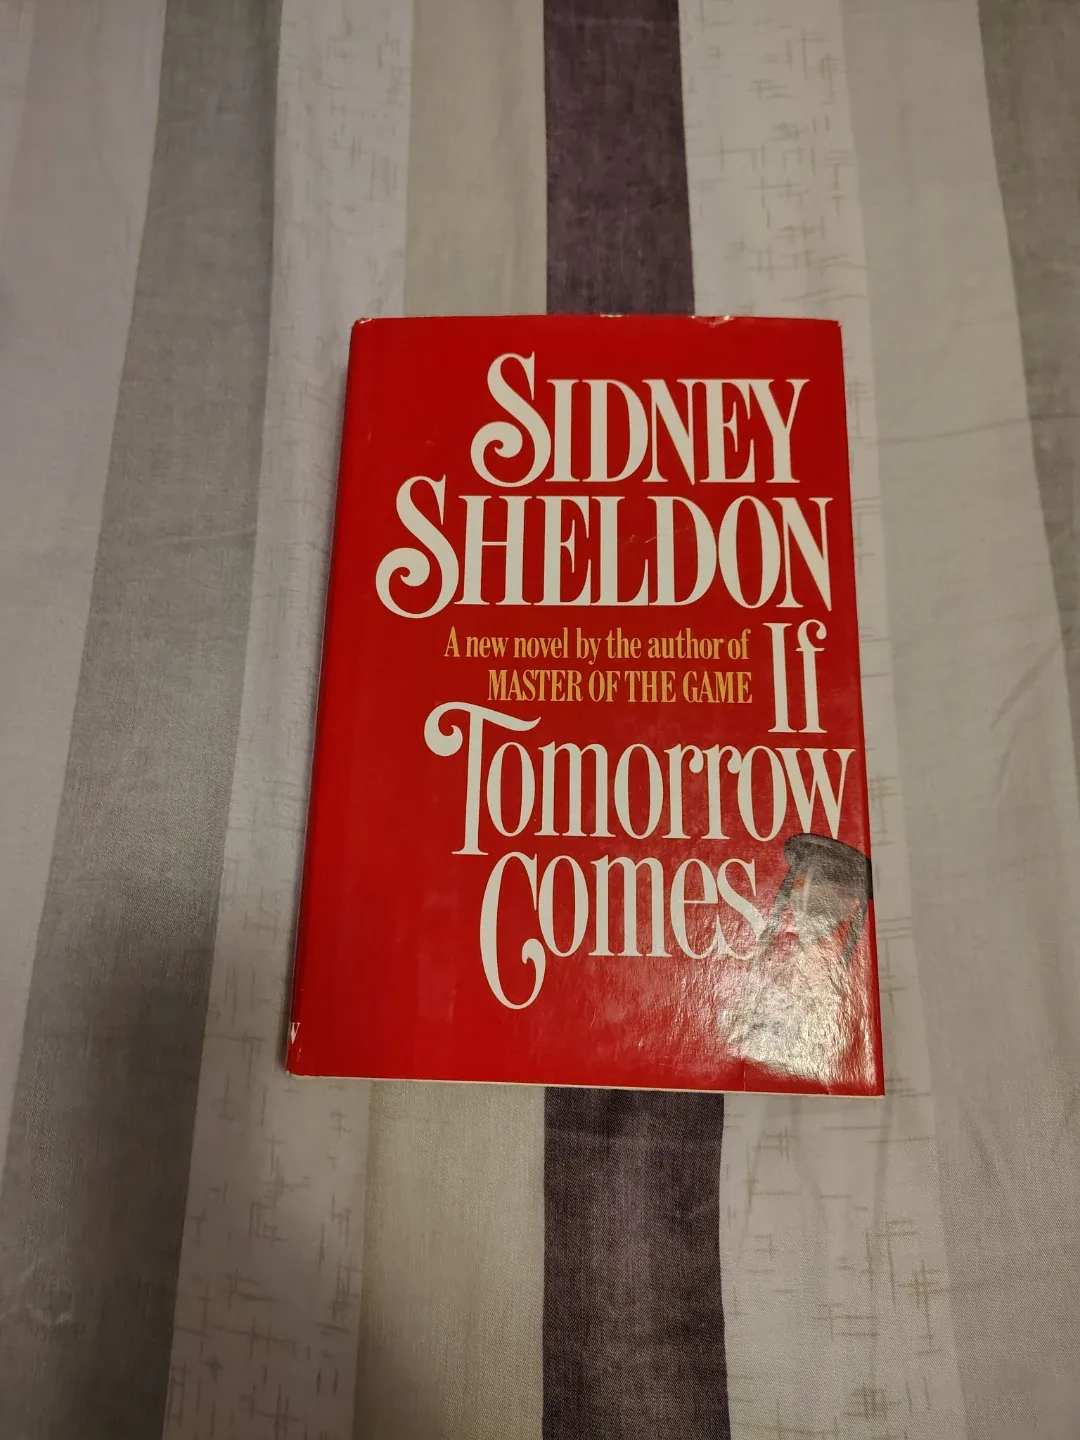 SIDNEY
SHELDON
A new novel by the author of
MASTER OF THE GAME
If
Tomorrow
Comes
W